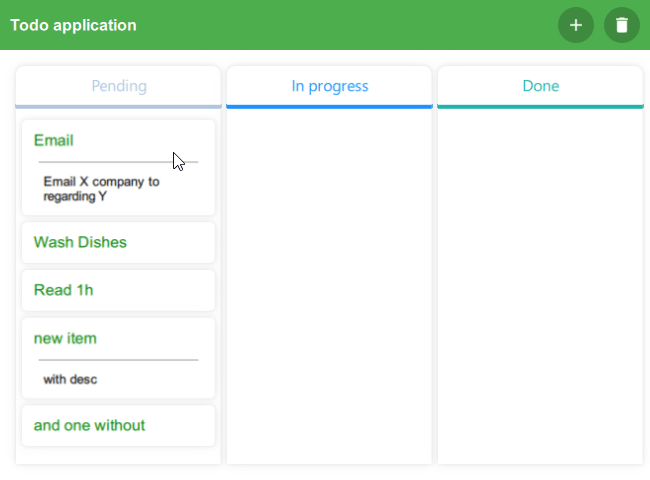 Todo application
Pending
In progress
Done
Email
Email X company to
regarding Y
Wash Dishes
Read 1h
new item
with desc
and one without